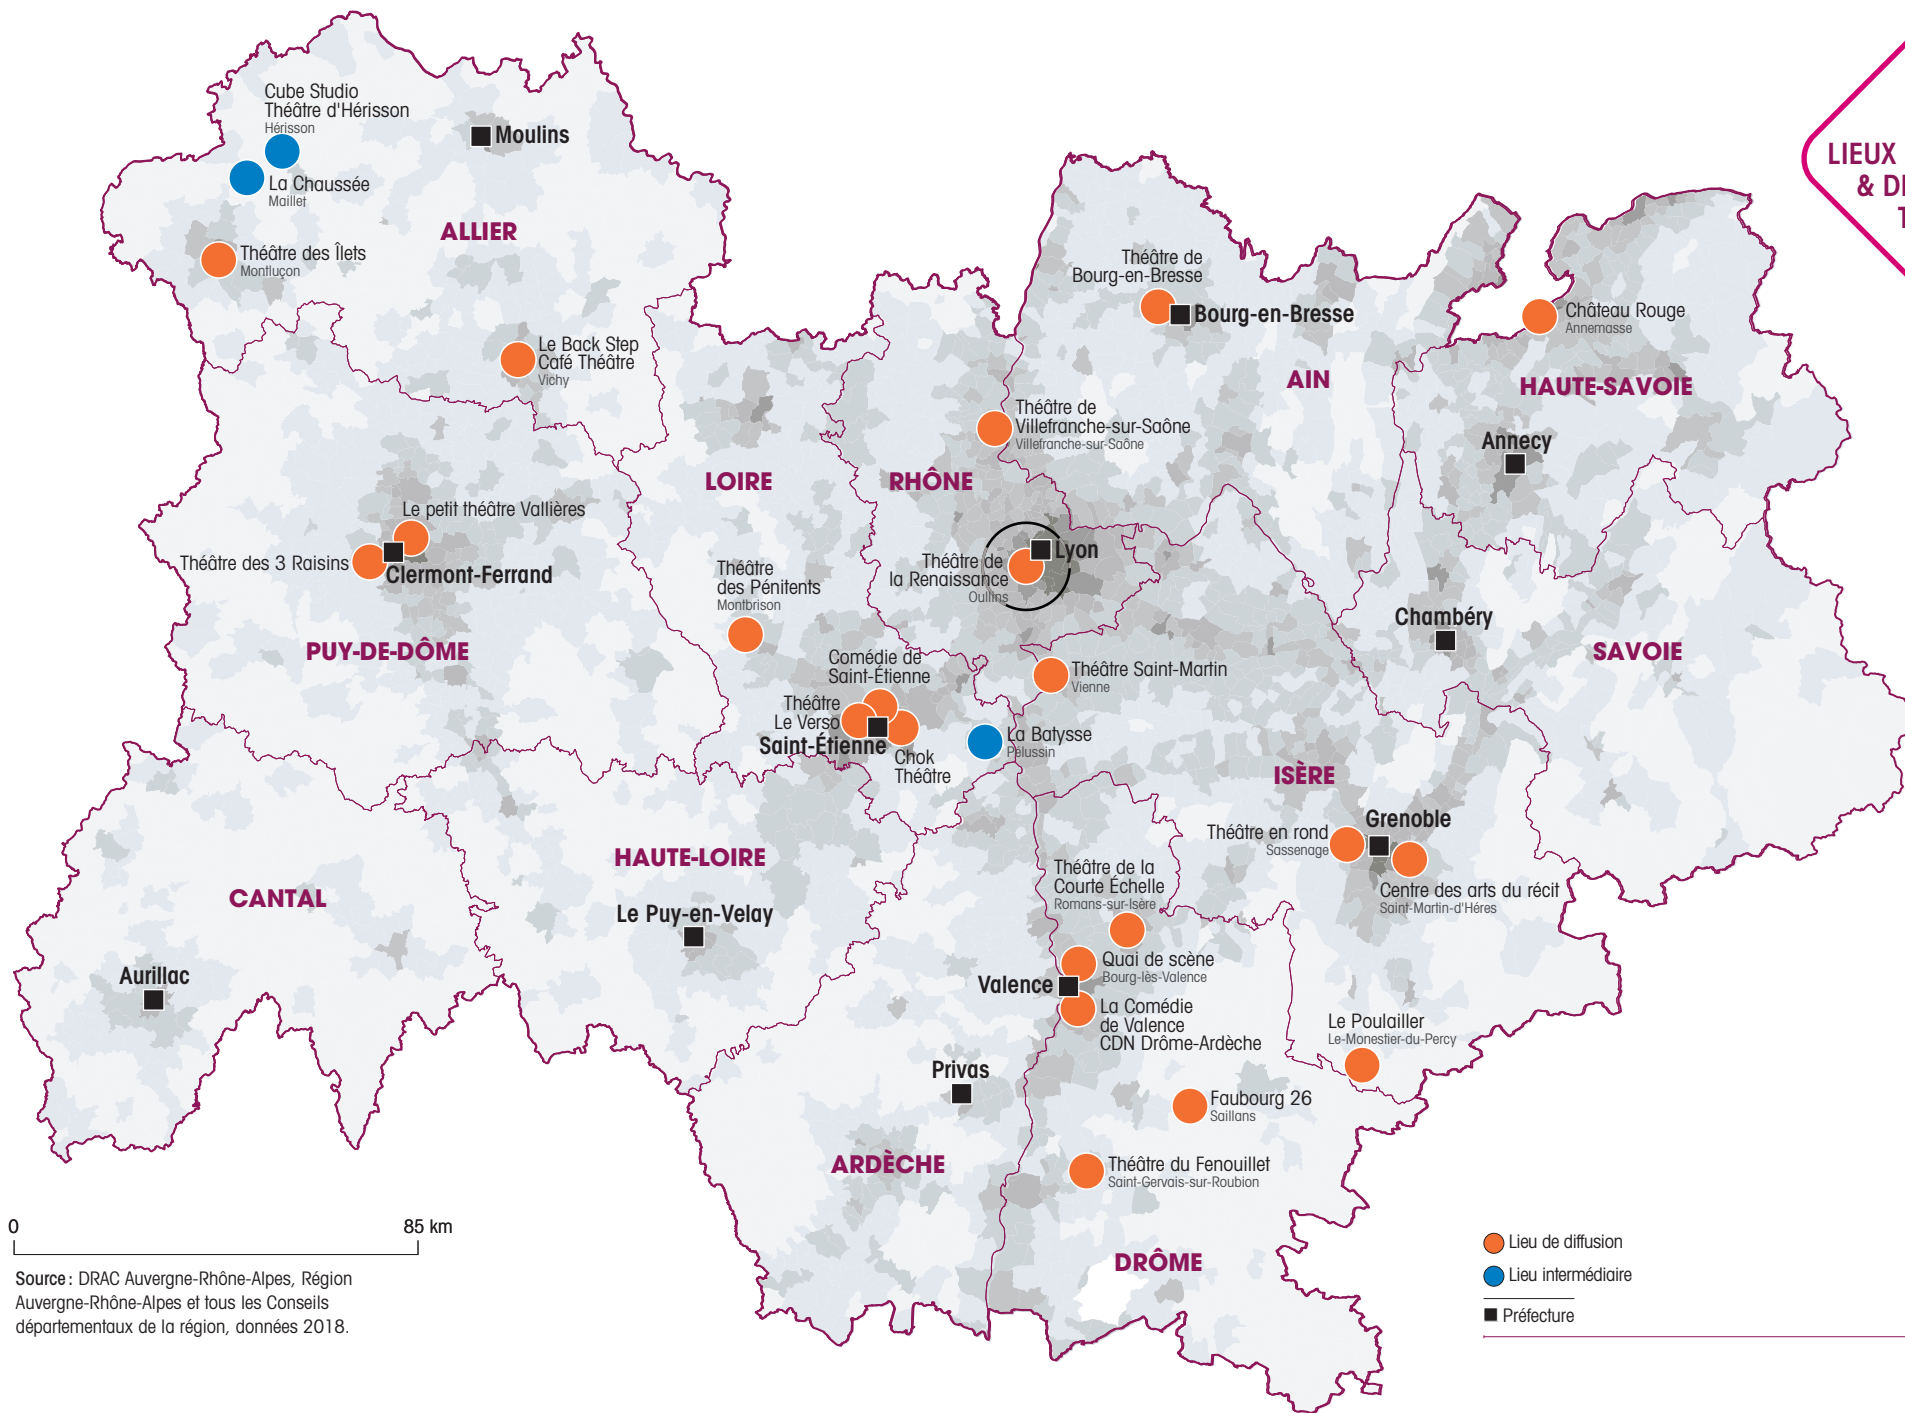 Cube Studio
Théâtre d'Hérisson
Hérisson
Moulins
La Chaussée
Maillet
ALLIER
Théâtre des Îlets
Montluçon
Le Back Step
Café Théâtre
Vichy
LIEUX
& D
Théâtre de
Bourg-en-Bresse
Bourg-en-Bresse
Château Rouge
Annemasse
AIN
HAUTE-SAVOIE
Théâtre de
Villefranche-sur-Saône
Villefranche-sur-Saône
Annecy
LOIRE
RHÔNE
Le petit théâtre Vallières
Théâtre des 3 Raisins
Clermont-Ferrand
Lyon
Théâtre de
la Renaissance
Oullins
Théâtre
des Pénitents
Montbrison
Chambéry
PUY-DE-DÔME
SAVOIE
Comédie de
Saint-Étienne
Théâtre Saint-Martin
Vienne
Théâtre
Le Verso
Saint-Étienne
Chok
Théâtre
La Batysse
Pélussin
ISÈRE
Grenoble
Théâtre en rond
Sassenage
Centre des arts du récit
Saint-Martin-d'Héres
HAUTE-LOIRE
Théâtre de la
Courte Échelle
Romans-sur-Isère
CANTAL
Le Puy-en-Velay
Quai de scène
Bourg-lès-Valence
Valence
Aurillac
La Comédie
de Valence
CDN Drôme-Ardèche
Le Poulailler
Le-Monestier-du-Percy
Privas
Faubourg 26
Saillans
ARDÈCHE
Théâtre du Fenouillet
Saint-Gervais-sur-Roubion
DRÔME
0 85 km
Source : DRAC Auvergne-Rhône-Alpes, Région
Auvergne-Rhône-Alpes et tous les Conseils
départementaux de la région, données 2018.
Lieu de diffusion
Lieu intermédiaire
Préfecture